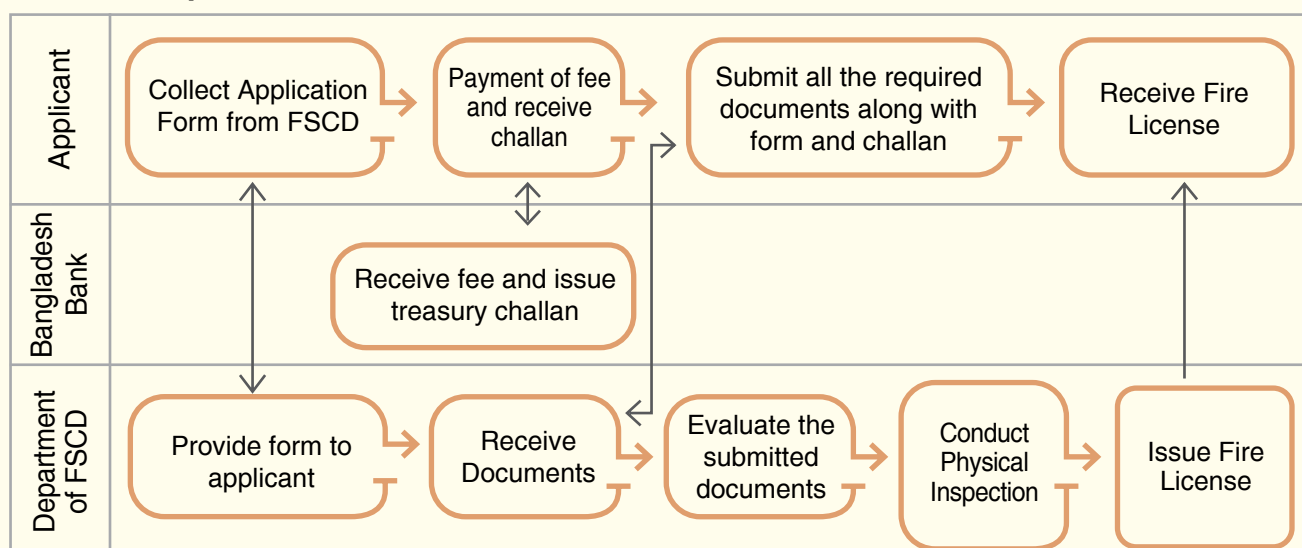 Applicant
Collect Application
Form from FSCD
Payment of fee
and receive
challan
Submit all the required
documents along with
form and challan
Receive Fire
License
Bangladesh
Bank
Receive fee and issue
treasury challan
Department
of FSCD
Provide form to
applicant
Receive
Documents
Evaluate the
submitted
documents
Conduct
Physical
Inspection
Issue Fire
License